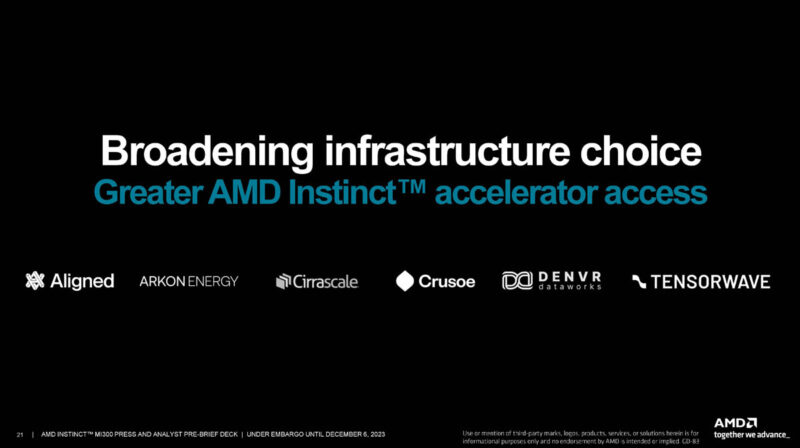 Broadening infrastructure choice
Greater AMD Instinct™ accelerator access
Aligned
ARKON ENERGY
Cirrascale
Crusoe
DENVR
dataworks
TENSORWAVE
21 | AMD INSTINCT™ MI300 PRESS AND ANALYST PRE-BRIEF DECK | UNDER EMBARGO UNTIL DECEMBER 6, 2023
Use or mention of third-party marks, logos, products, services, or solutions herein is for
informational purposes only and no endorsement by AMD is intended or implied. GD-83
AMD
together we advance_